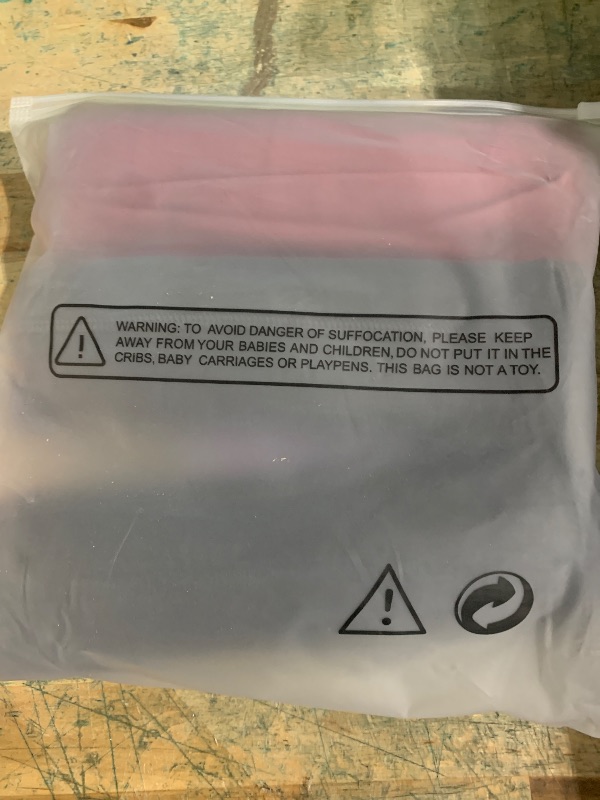 WARNING: TO AVOID DANGER OF SUFFOCATION, PLEASE KEEP
AWAY FROM YOUR BABIES AND CHILDREN, DO NOT PUT IT IN THE
CRIBS, BABY CARRIAGES OR PLAYPENS. THIS BAG IS NOT A TOY.